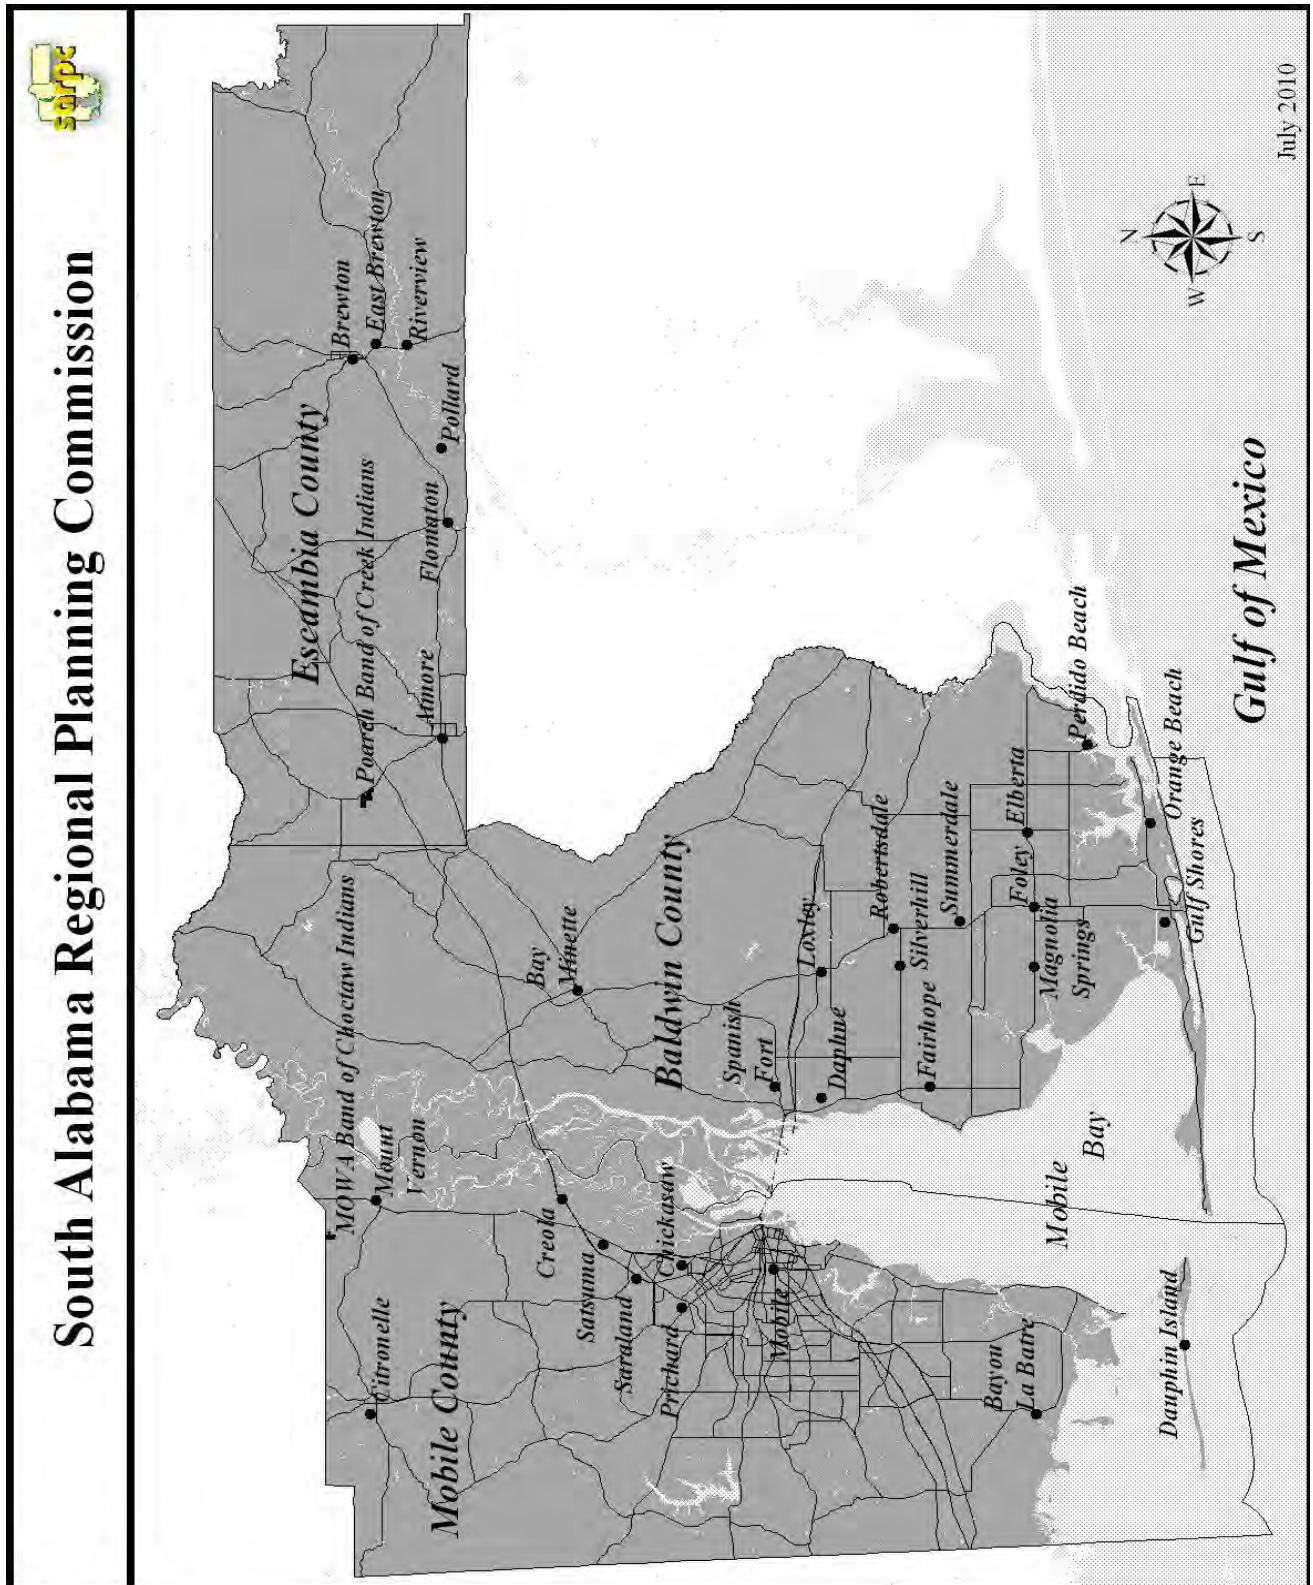 South Alabama Regional Planning Commission
sarpc
MOWA Band of Choctaw Indians
Mount
Vernon
Citronelle
Mobile County
Creola
Satsuma
Saraland
Chickasaw
Prichard
Mobile
Bayou
La Batre
Dauphin Island
Mobile
Bay
Escambia County
Poarch Band of Creek Indians
Atmore
Flomaton
Pollard
Brewton
East Brewton
Riverview
Bay
Minette
Baldwin County
Spanish
Fort
Daphne
Loxley
Robertsdale
Silverhill
Fairhope
Summerdale
Foley
Elberta
Magnolia
Springs
Perdido Beach
Orange Beach
Gulf Shores
Gulf of Mexico
N
W
E
S
July 2010